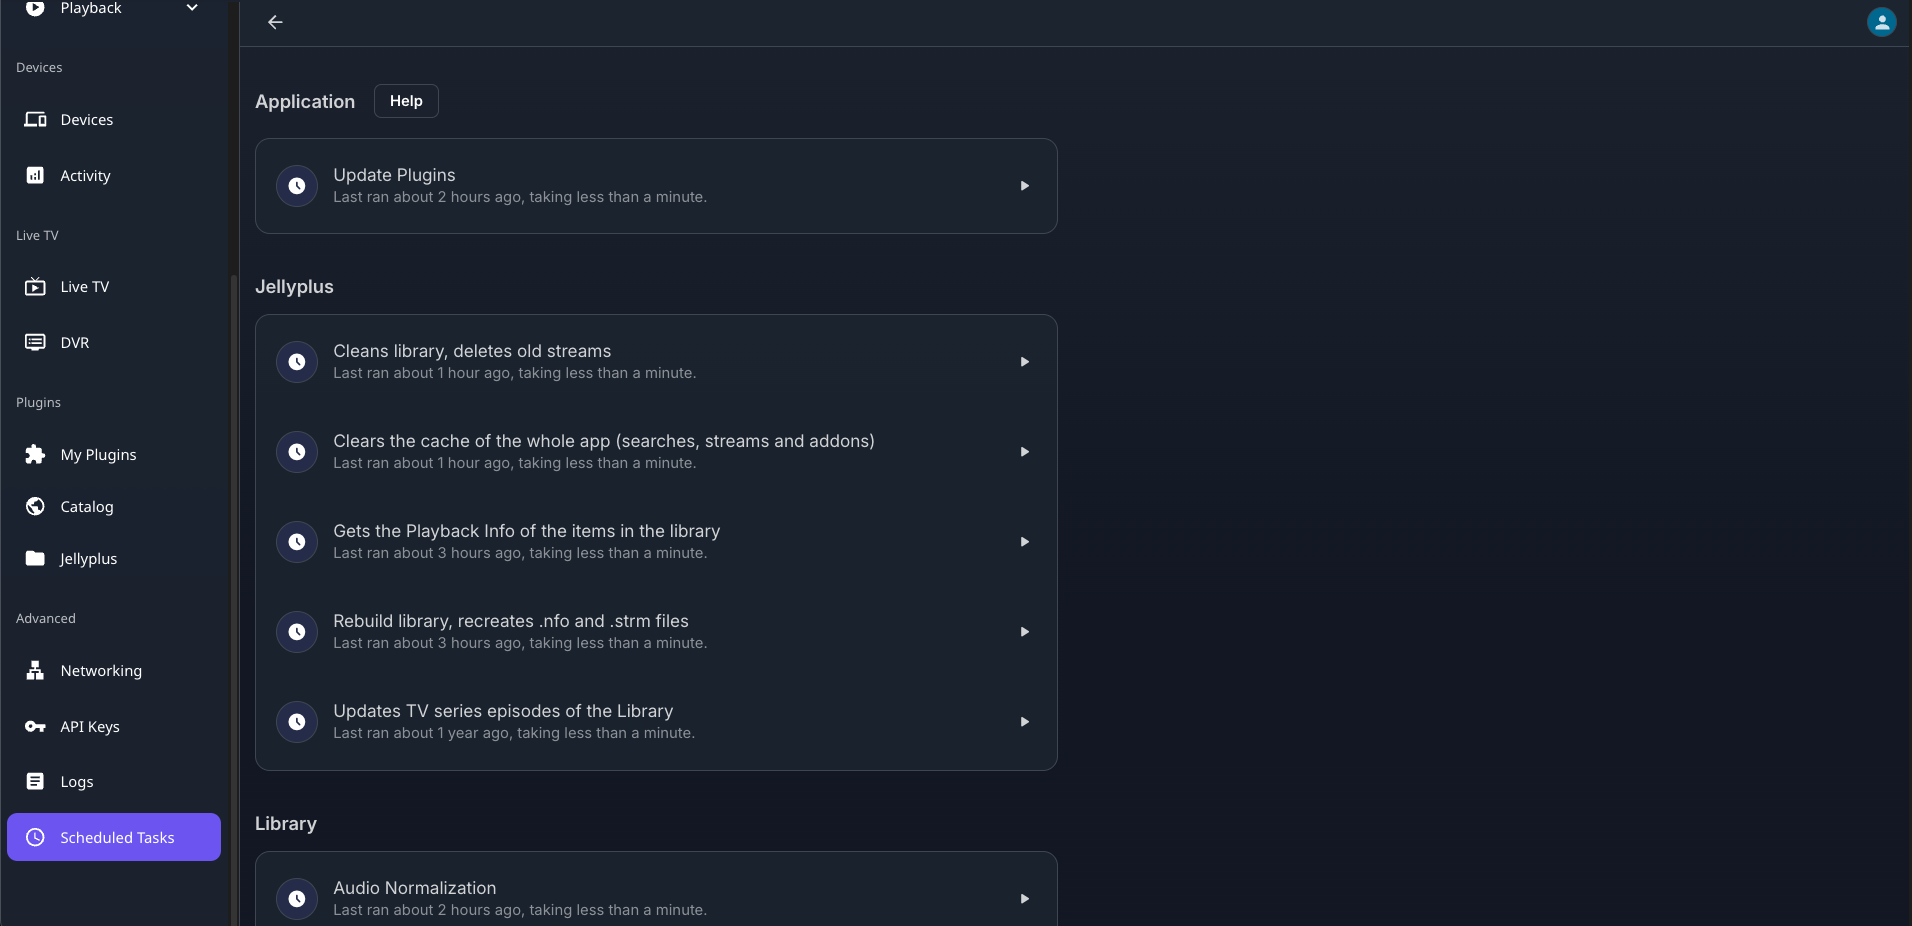 Playback
Devices
Devices
Activity
Live TV
Live TV
DVR
Plugins
My Plugins
Catalog
Jellyplus
Advanced
Networking
API Keys
Logs
Scheduled Tasks
Application
Help
Update Plugins
Last ran about 2 hours ago, taking less than a minute.
Jellyplus
Cleans library, deletes old streams
Last ran about 1 hour ago, taking less than a minute.
Clears the cache of the whole app (searches, streams and addons)
Last ran about 1 hour ago, taking less than a minute.
Gets the Playback Info of the items in the library
Last ran about 3 hours ago, taking less than a minute.
Rebuild library, recreates .nfo and .strm files
Last ran about 3 hours ago, taking less than a minute.
Updates TV series episodes of the Library
Last ran about 1 year ago, taking less than a minute.
Library
Audio Normalization
Last ran about 2 hours ago, taking less than a minute.